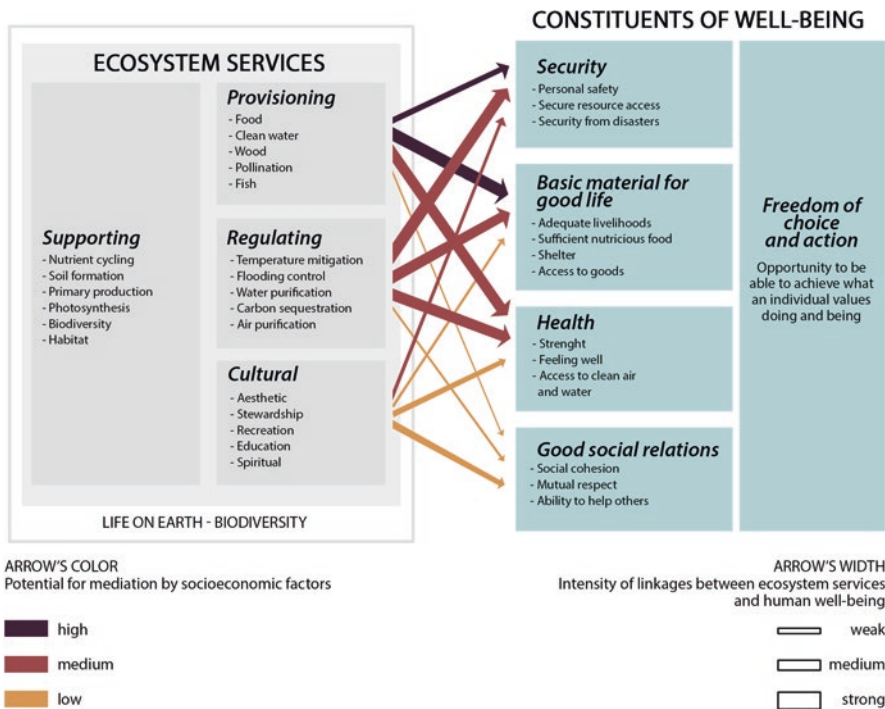 CONSTITUENTS OF WELL-BEING
ECOSYSTEM SERVICES
Supporting
- Nutrient cycling
- Soil formation
- Primary production
- Photosynthesis
- Biodiversity
- Habitat
Provisioning
- Food
- Clean water
- Wood
- Pollination
- Fish
Regulating
- Temperature mitigation
- Flooding control
- Water purification
- Carbon sequestration
- Air purification
Cultural
- Aesthetic
- Stewardship
- Recreation
- Education
- Spiritual
LIFE ON EARTH - BIODIVERSITY
Security
- Personal safety
- Secure resource access
- Security from disasters
Basic material for
good life
- Adequate livelihoods
- Sufficient nutricious food
- Shelter
- Access to goods
Health
- Strenght
- Feeling well
- Access to clean air
and water
Good social relations
- Social cohesion
- Mutual respect
- Ability to help others
Freedom of
choice
and action
Opportunity to be
able to achieve what
an individual values
doing and being
ARROW'S COLOR
Potential for mediation by socioeconomic factors
high
medium
low
ARROW'S WIDTH
Intensity of linkages between ecosystem services
and human well-being
weak
medium
strong